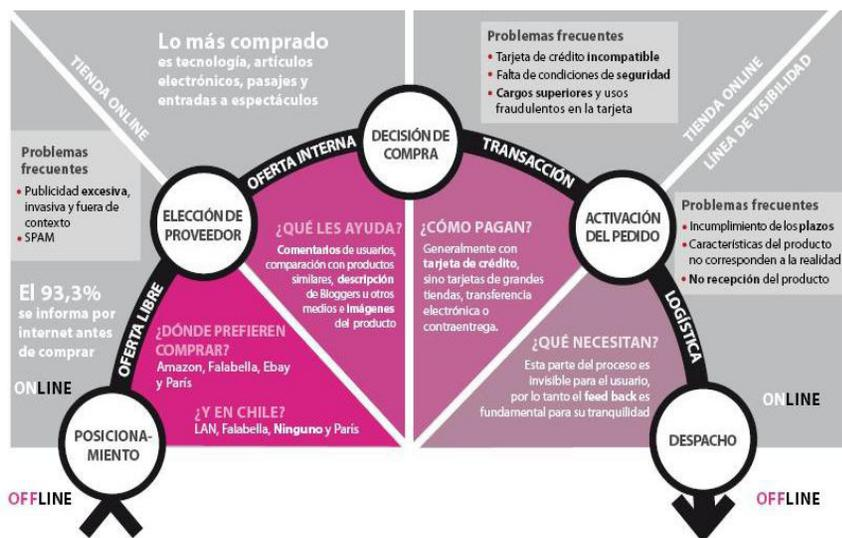 TIENDA ONLINE
Lo más comprado
es tecnología, artículos
electrónicos, pasajes y
entradas a espectáculos
Problemas frecuentes
• Tarjeta de crédito incompatible
• Falta de condiciones de seguridad
• Cargos superiores y usos
fraudulentos en la tarjeta
TIENDA ONLINE
LÍNEA DE VISIBILIDAD
Problemas
frecuentes
• Publicidad excesiva,
invasiva y fuera de
contexto
• SPAM
El 93,3%
se informa por
internet antes
de comprar
ONLINE
OFFLINE
POSICIONA-
MIENTO
OFERTA LIBRE
ELECCIÓN DE
PROVEEDOR
OFERTA INTERNA
DECISIÓN DE
COMPRA
TRANSACCIÓN
ACTIVACIÓN
DEL PEDIDO
LOGÍSTICA
DESPACHO
¿DÓNDE PREFIEREN
COMPRAR?
Amazon, Falabella, Ebay
y París
¿Y EN CHILE?
LAN, Falabella, Ninguno y París
¿QUÉ LES AYUDA?
Comentarios de usuarios,
comparación con productos
similares, descripción
de Bloggers u otros
medios e imágenes
del producto
¿CÓMO PAGAN?
Generalmente con
tarjeta de crédito,
sino tarjetas de grandes
tiendas, transferencia
electrónica o
contraentrega.
¿QUÉ NECESITAN?
Esta parte del proceso es
invisible para el usuario,
por lo tanto el feed back es
fundamental para su tranquilidad
Problemas frecuentes
• Incumplimiento de los plazos
• Características del producto
no corresponden a la realidad
• No recepción del producto
ONLINE
OFFLINE